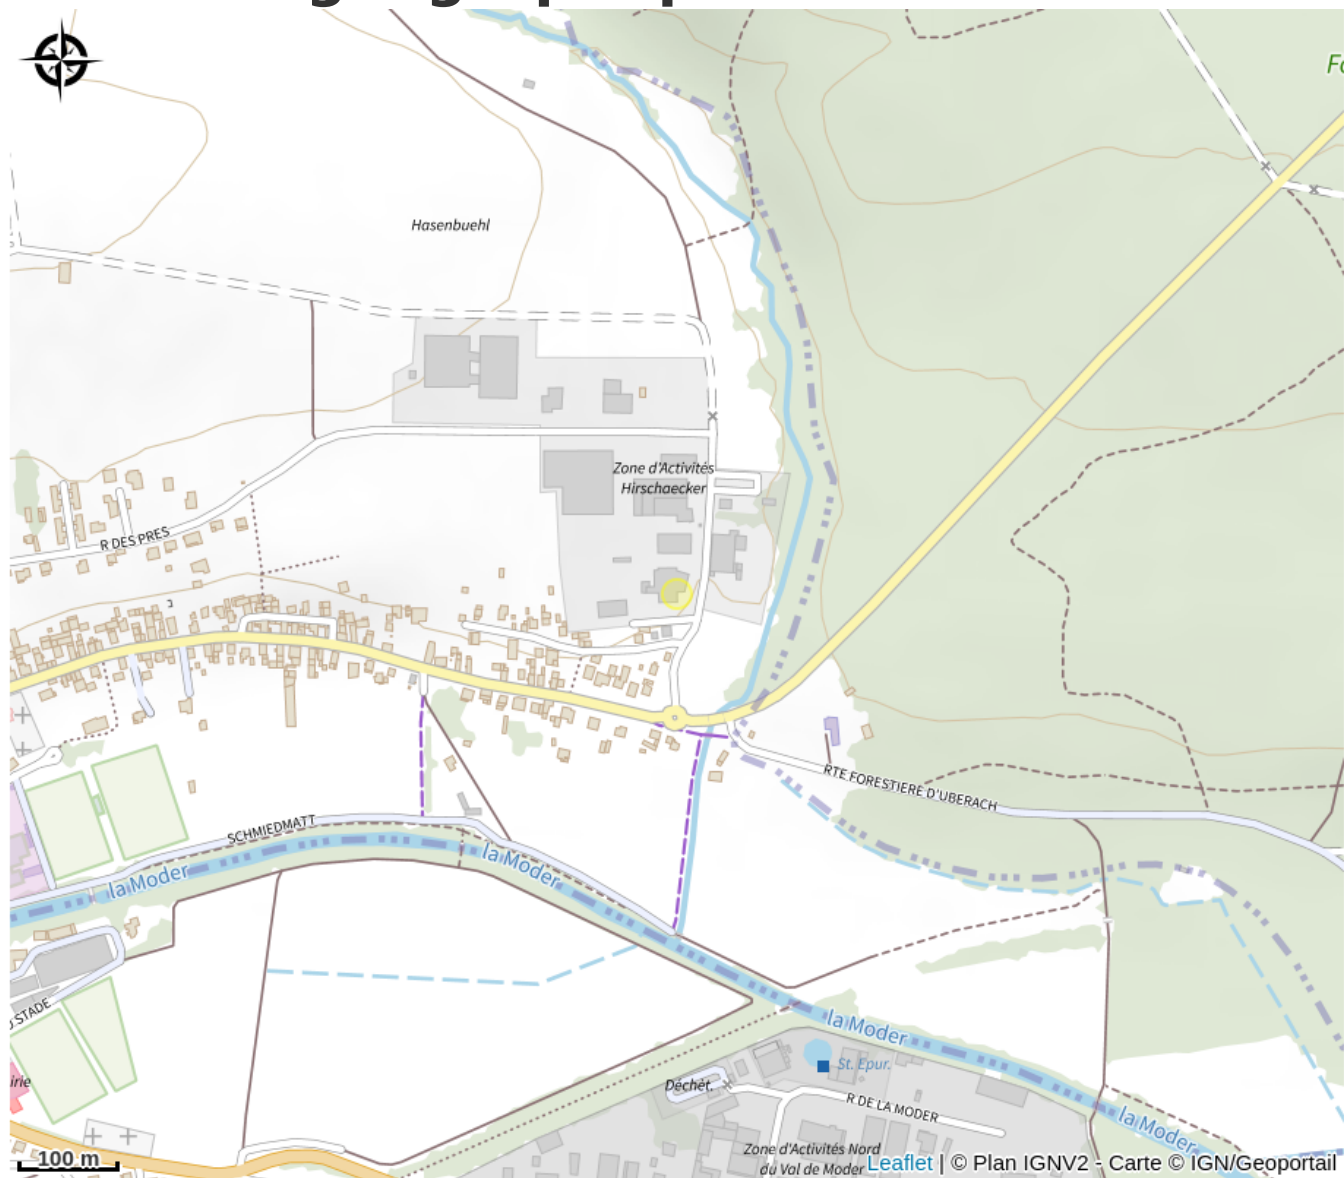 Hasenbuehl
Zone d'Activités
Hirschaecker
R DES PRES
RTE FORESTIERE D'UBERACH
SCHMIEDMATT
la Moder
la Moder
STADE
la Moder
St. Epur.
Déchèt.
R DE LA MODER
la Moder
Zone d'Activités Nord
du Val de Moder
100 m
Leaflet | © Plan IGNV2 - Carte © IGN/Geoportail